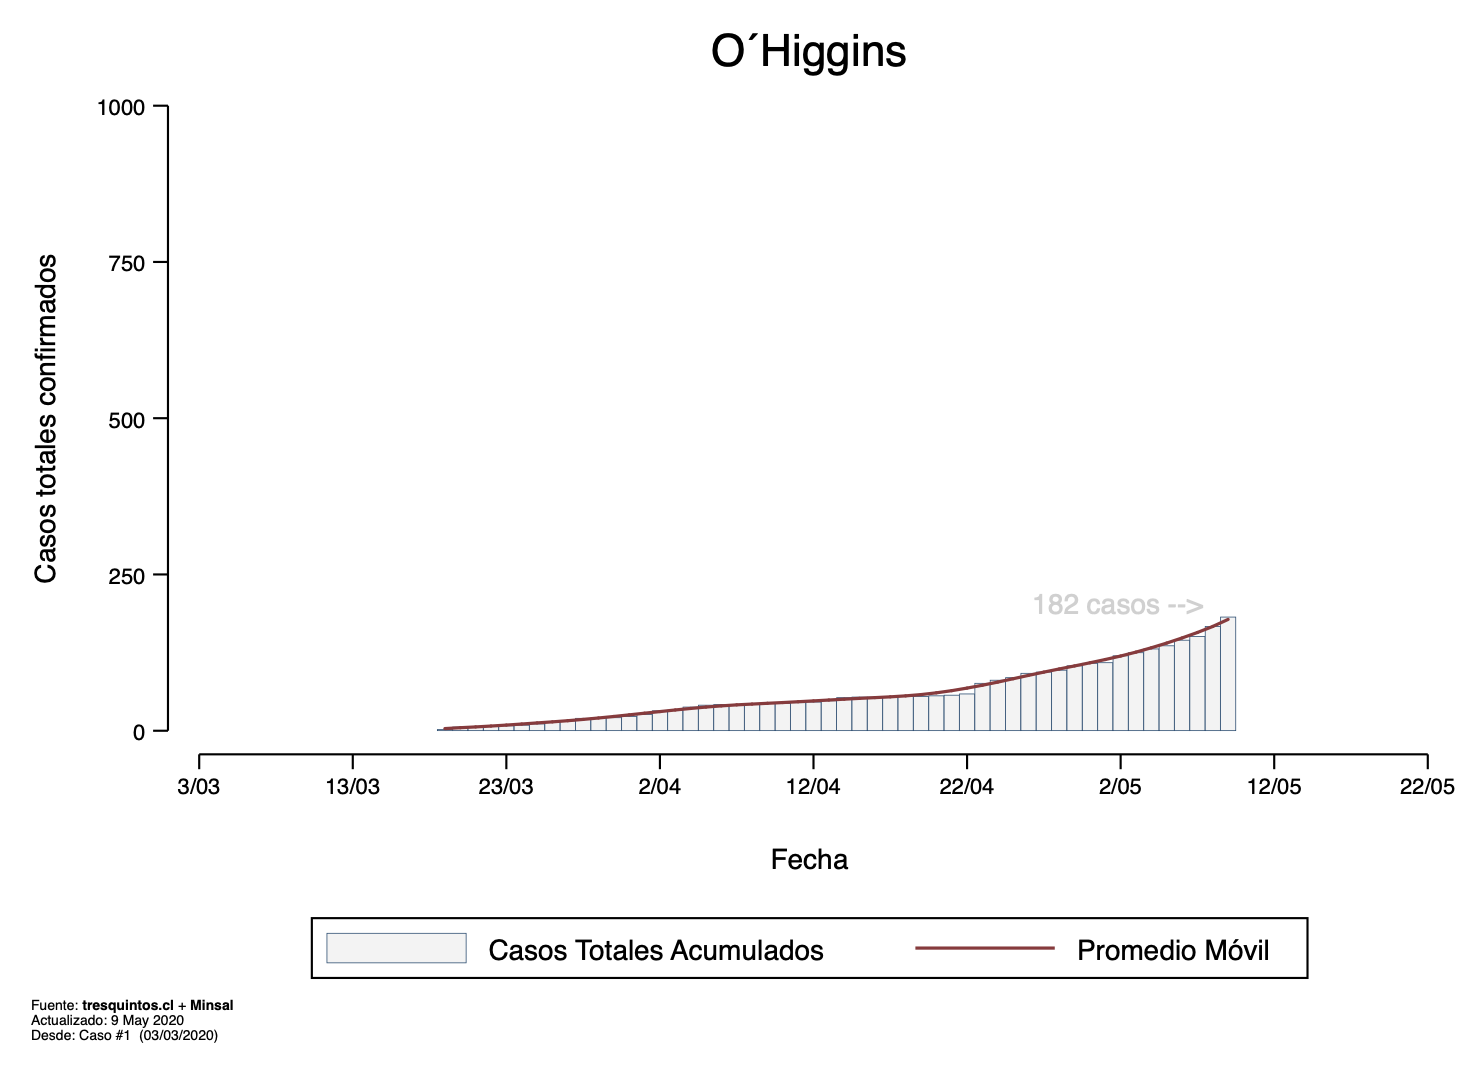 O´Higgins
1000
750
500
250
0
Casos totales confirmados
182 casos -->
3/03 13/03 23/03 2/04 12/04 22/04 2/05 12/05 22/05
Fecha
Casos Totales Acumulados Promedio Móvil
Fuente: tresquintos.cl + Minsal
Actualizado: 9 May 2020
Desde: Caso #1 (03/03/2020)